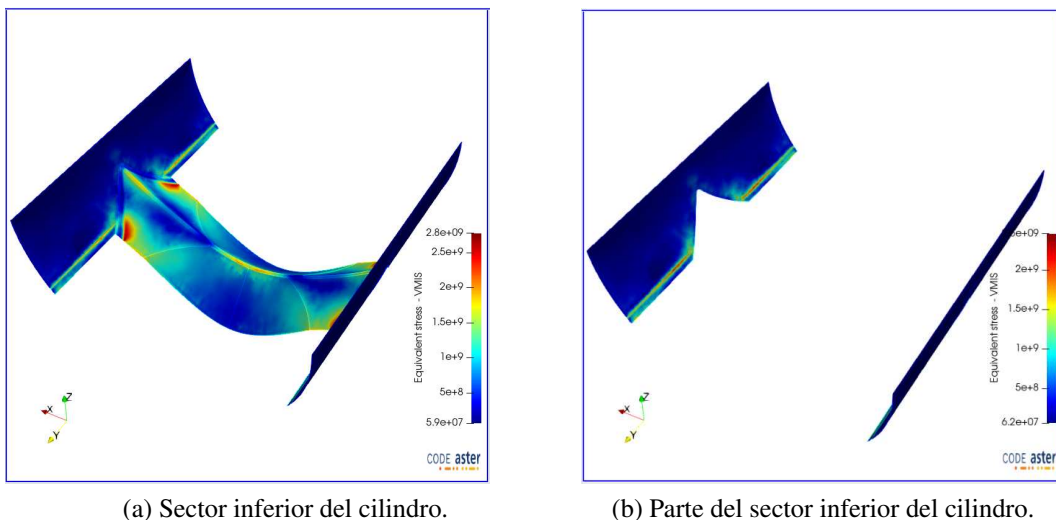 2.8e+09
2.5e+9
2e+9
1.5e+9
1e+9
5e+8
5.9e+07
Equivalent stress - VMIS
X
Z
Y
CODE aster
(a) Sector inferior del cilindro.
2e+9
1.5e+9
1e+9
5e+8
6.2e+07
Equivalent stress - VMIS
X
Z
Y
CODE aster
(b) Parte del sector inferior del cilindro.